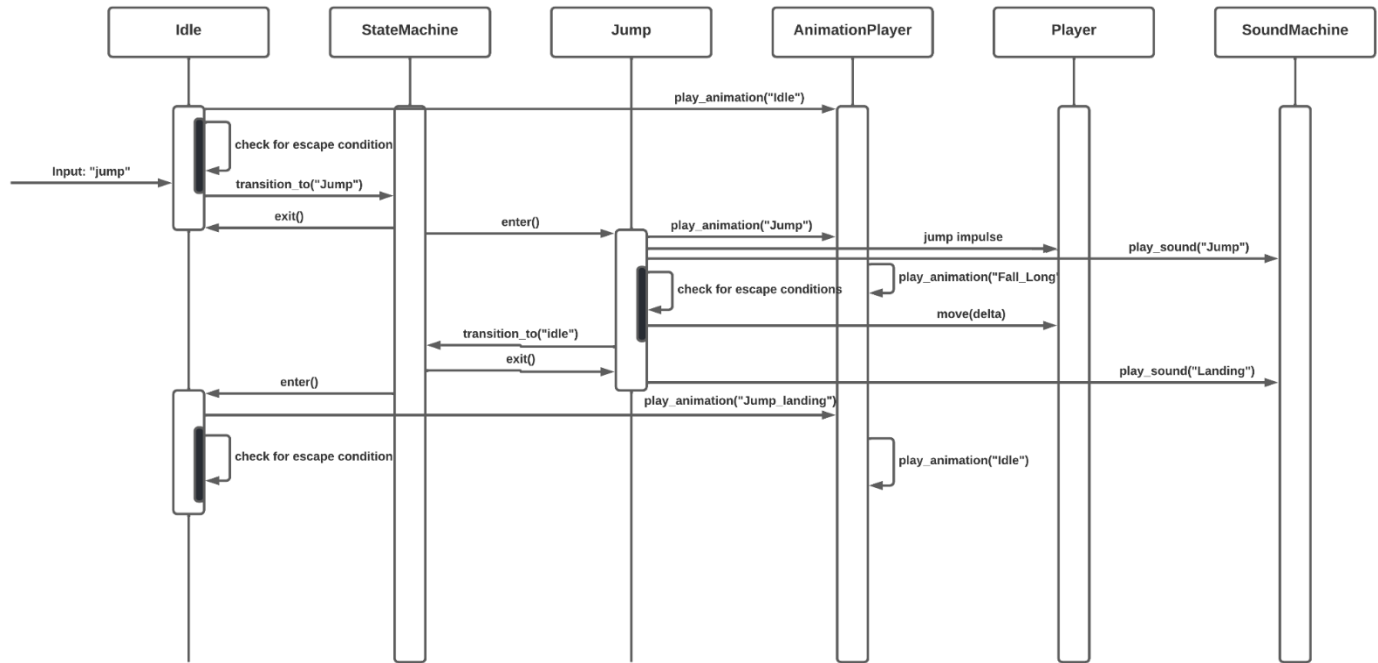 Idle
StateMachine
Jump
AnimationPlayer
Player
SoundMachine
play_animation("Idle")
check for escape condition
Input: "jump"
transition_to("Jump")
exit()
enter()
play_animation("Jump")
jump impulse
play_sound("Jump")
play_animation("Fall_Long"
check for escape conditions
move(delta)
transition_to("idle")
exit()
play_sound("Landing")
enter()
play_animation("Jump_landing")
check for escape condition
play_animation("Idle")